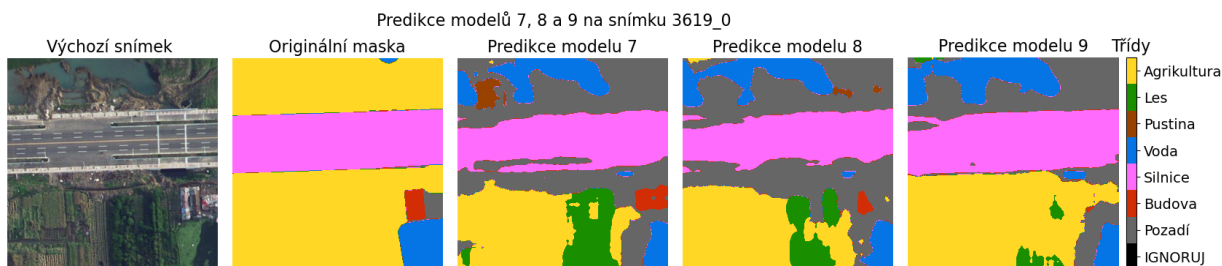 Predikce modelů 7, 8 a 9 na snímku 3619_0
Výchozí snímek
Originální maska
Predikce modelu 7
Predikce modelu 8
Predikce modelu 9
Třídy
Agrikultura
Les
Pustina
Voda
Silnice
Budova
Pozadí
IGNORUJ